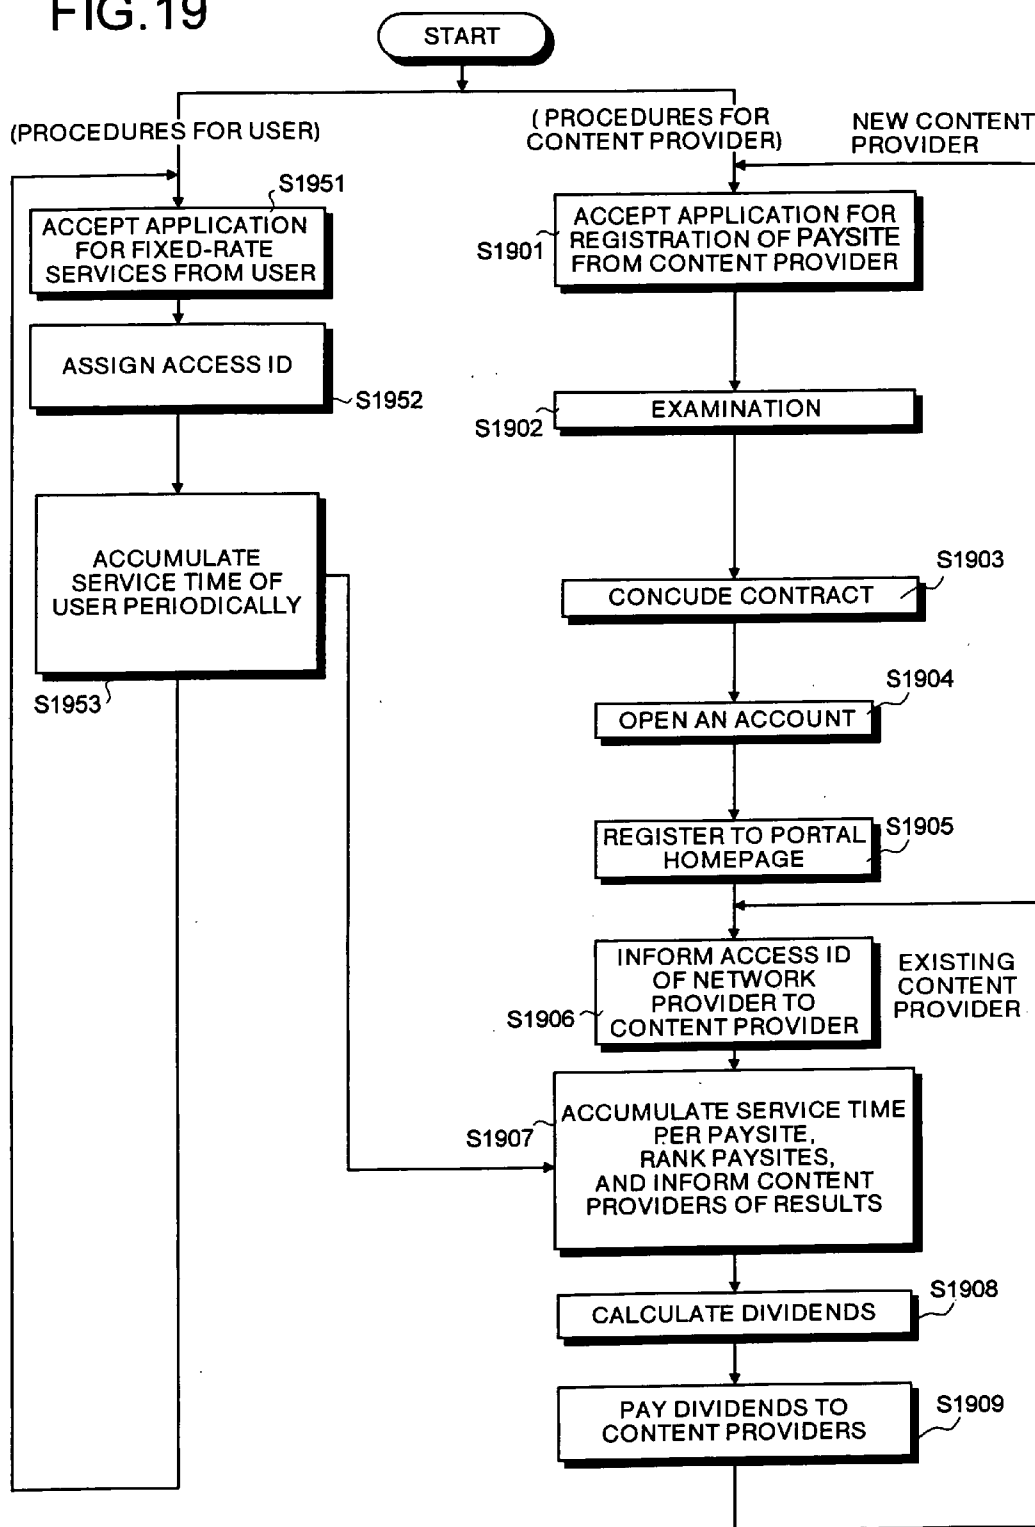 FIG.19
START
(PROCEDURES FOR USER)
S1951
ACCEPT APPLICATION
FOR FIXED-RATE
SERVICES FROM USER
ASSIGN ACCESS ID
S1952
ACCUMULATE
SERVICE TIME OF
USER PERIODICALLY
S1953
(PROCEDURES FOR
CONTENT PROVIDER)
NEW CONTENT
PROVIDER
S1901
ACCEPT APPLICATION FOR
REGISTRATION OF PAYSITE
FROM CONTENT PROVIDER
EXAMINATION
S1902
S1903
CONCUDE CONTRACT
S1904
OPEN AN ACCOUNT
S1905
REGISTER TO PORTAL
HOMEPAGE
INFORM ACCESS ID
OF NETWORK
PROVIDER TO
CONTENT PROVIDER
S1906
EXISTING
CONTENT
PROVIDER
S1907
ACCUMULATE SERVICE TIME
PER PAYSITE,
RANK PAYSITES,
AND INFORM CONTENT
PROVIDERS OF RESULTS
S1908
CALCULATE DIVIDENDS
S1909
PAY DIVIDENDS TO
CONTENT PROVIDERS